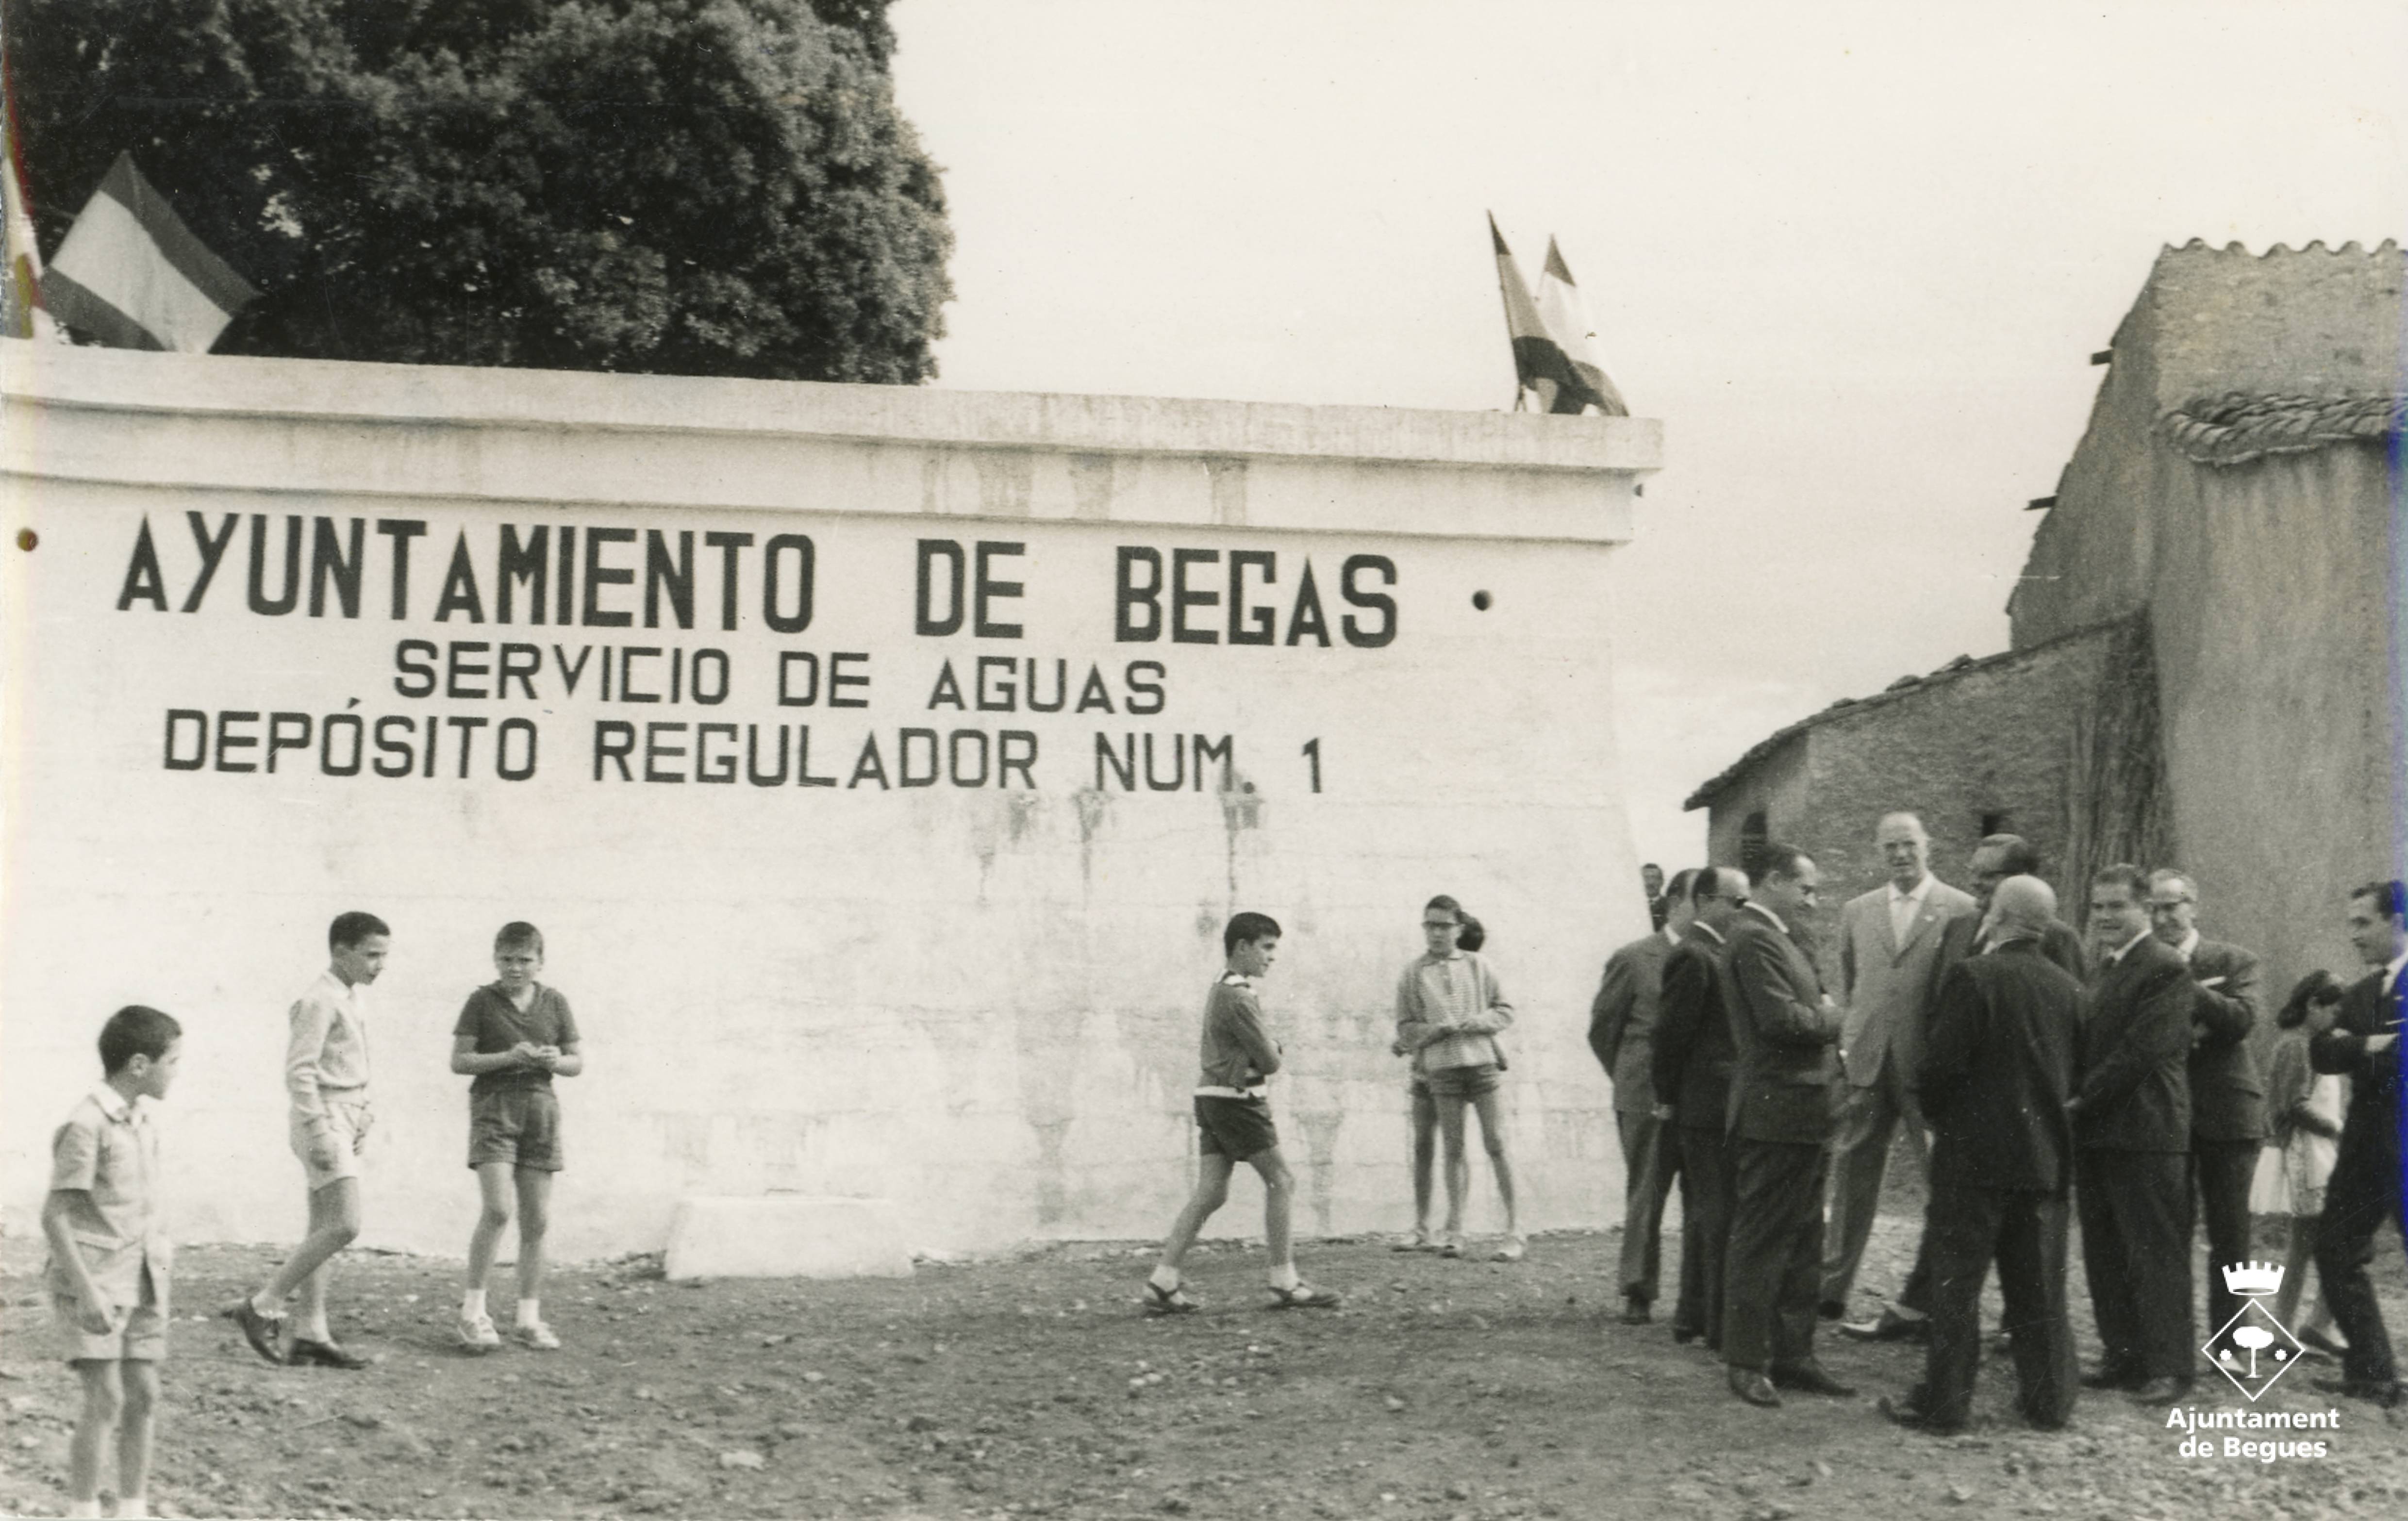 AYUNTAMIENTO DE BEGAS
SERVICIO DE AGUAS
DEPÓSITO REGULADOR NUM. 1
Ajuntament
de Begues